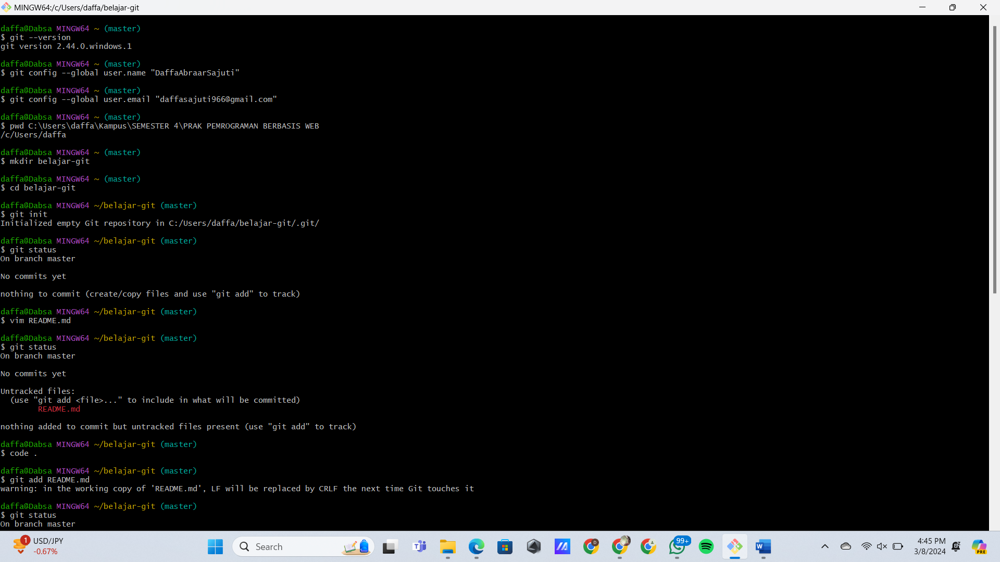 MINGW64:/c/Users/daffa/belajar-git
daffa@Dabsa MINGW64 ~ (master)
$ git --version
git version 2.44.0.windows.1
daffa@Dabsa MINGW64 ~ (master)
$ git config --global user.name "DaffaAbraarSajuti"
daffa@Dabsa MINGW64 ~ (master)
$ git config --global user.email "daffasajuti966@gmail.com"
daffa@Dabsa MINGW64 ~ (master)
$ pwd C:\Users\daffa\Kampus\SEMESTER 4\PRAK PEMROGRAMAN BERBASIS WEB
/c/Users/daffa
daffa@Dabsa MINGW64 ~ (master)
$ mkdir belajar-git
daffa@Dabsa MINGW64 ~ (master)
$ cd belajar-git
daffa@Dabsa MINGW64 ~/belajar-git (master)
$ git init
Initialized empty Git repository in C:/Users/daffa/belajar-git/.git/
daffa@Dabsa MINGW64 ~/belajar-git (master)
$ git status
On branch master
No commits yet
nothing to commit (create/copy files and use "git add" to track)
daffa@Dabsa MINGW64 ~/belajar-git (master)
$ vim README.md
daffa@Dabsa MINGW64 ~/belajar-git (master)
$ git status
On branch master
No commits yet
Untracked files:
(use "git add <file>..." to include in what will be committed)
README.md
nothing added to commit but untracked files present (use "git add" to track)
daffa@Dabsa MINGW64 ~/belajar-git (master)
$ code .
daffa@Dabsa MINGW64 ~/belajar-git (master)
$ git add README.md
warning: in the working copy of 'README.md', LF will be replaced by CRLF the next time Git touches it
daffa@Dabsa MINGW64 ~/belajar-git (master)
$ git status
On branch master
1
USD/JPY
-0.67%
Search
D
99+
W
4:45 PM
3/8/2024
PRE